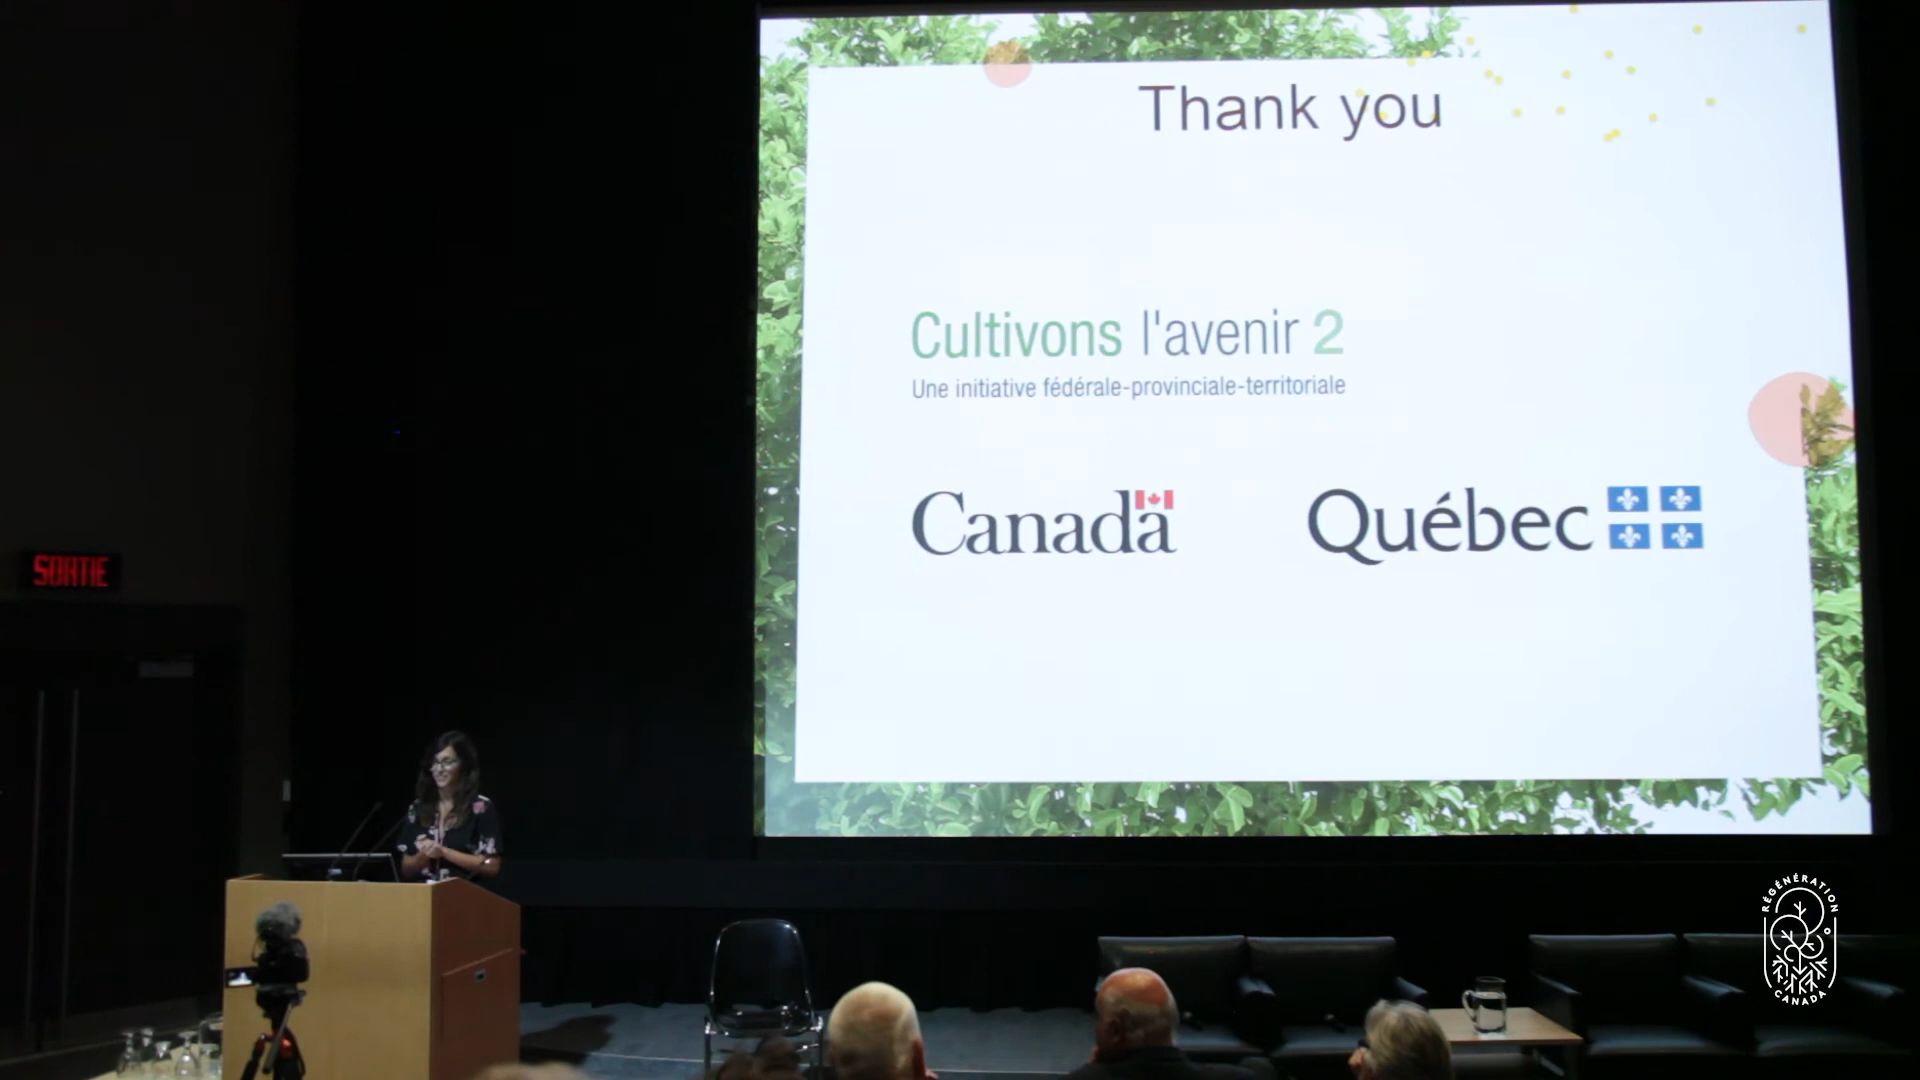 Thank you
Cultivons l'avenir 2
Une initiative fédérale-provinciale-territoriale
Canada
Québec
SORTIE
RÉGÉNÉRATION
CANADA